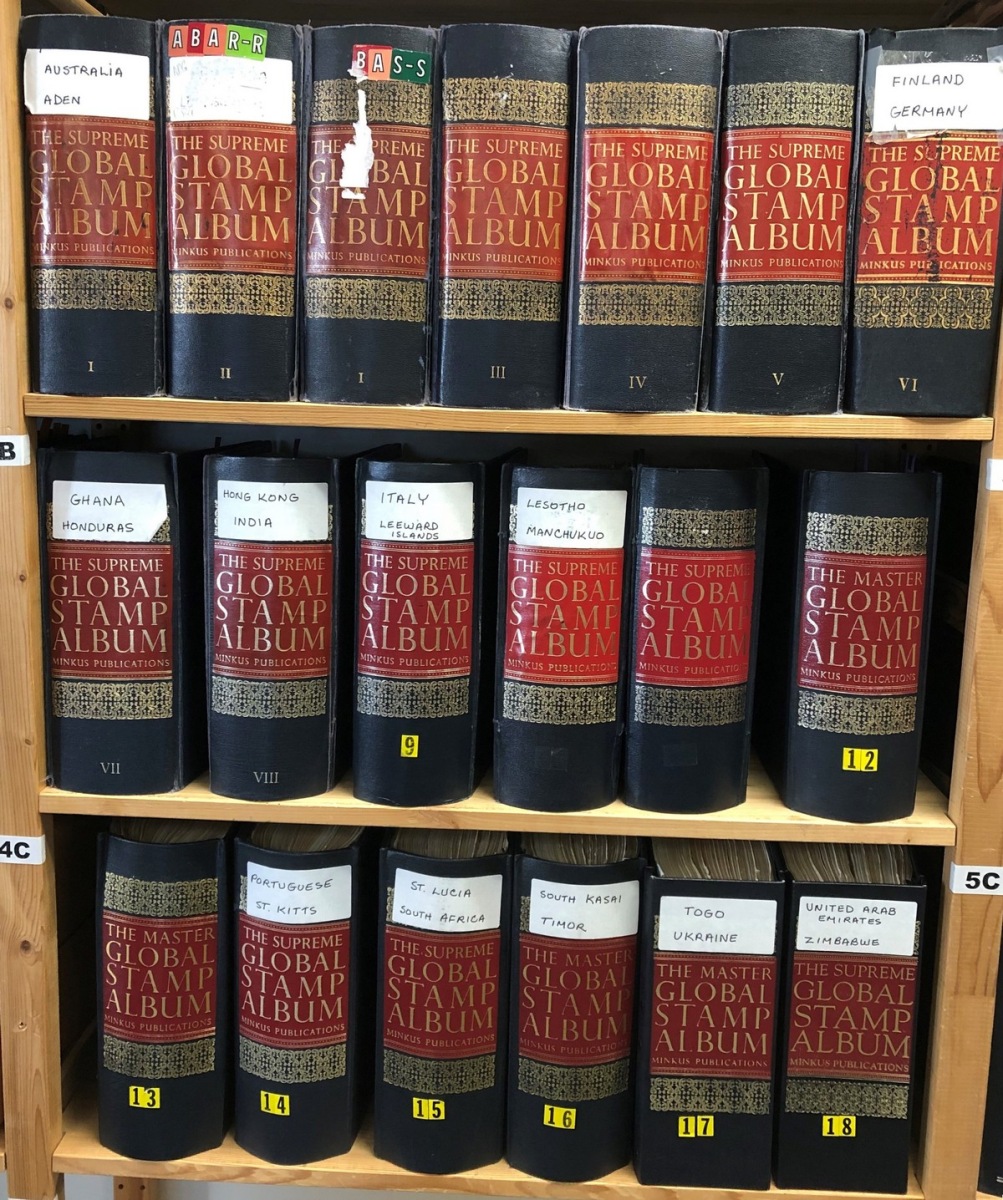 AUSTRALIA
ADEN
THE SUPREME
GLOBAL
STAMP
ALBUM
MINKUS PUBLICATIONS
I
ABAR-R
THE SUPREME
GLOBAL
STAMP
ALBUM
MINKUS PUBLICATIONS
II
BAS-S
THE SUPREME
GLOBAL
STAMP
ALBUM
MINKUS PUBLICATIONS
I
THE SUPREME
GLOBAL
STAMP
ALBUM
MINKUS PUBLICATIONS
III
THE SUPREME
GLOBAL
STAMP
ALBUM
MINKUS PUBLICATIONS
IV
THE SUPREME
GLOBAL
STAMP
ALBUM
MINKUS PUBLICATIONS
V
FINLAND
GERMANY
THE SUPREME
GLOBAL
STAMP
ALBUM
MINKUS PUBLICATIONS
VI
B
GHANA
HONDURAS
THE SUPREME
GLOBAL
STAMP
ALBUM
MINKUS PUBLICATIONS
VII
HONG KONG
INDIA
THE SUPREME
GLOBAL
STAMP
ALBUM
MINKUS PUBLICATIONS
VIII
ITALY
LEEWARD
ISLANDS
THE SUPREME
GLOBAL
STAMP
ALBUM
MINKUS PUBLICATIONS
9
LESOTHO
MANCHUKUO
THE SUPREME
GLOBAL
STAMP
ALBUM
MINKUS PUBLICATIONS
THE SUPREME
GLOBAL
STAMP
ALBUM
MINKUS PUBLICATIONS
THE MASTER
GLOBAL
STAMP
ALBUM
MINKUS PUBLICATIONS
12
4C
THE MASTER
GLOBAL
STAMP
ALBUM
MINKUS PUBLICATIONS
13
PORTUGUESE
ST. KITTS
THE SUPREME
GLOBAL
STAMP
ALBUM
MINKUS PUBLICATIONS
14
ST. LUCIA
SOUTH AFRICA
THE SUPREME
GLOBAL
STAMP
ALBUM
MINKUS PUBLICATIONS
15
SOUTH KASAI
TIMOR
THE MASTER
GLOBAL
STAMP
ALBUM
MINKUS PUBLICATIONS
16
TOGO
UKRAINE
THE MASTER
GLOBAL
STAMP
ALBUM
MINKUS PUBLICATIONS
17
UNITED ARAB
EMIRATES
ZIMBABWE
THE SUPREME
GLOBAL
STAMP
ALBUM
MINKUS PUBLICATIONS
18
5C